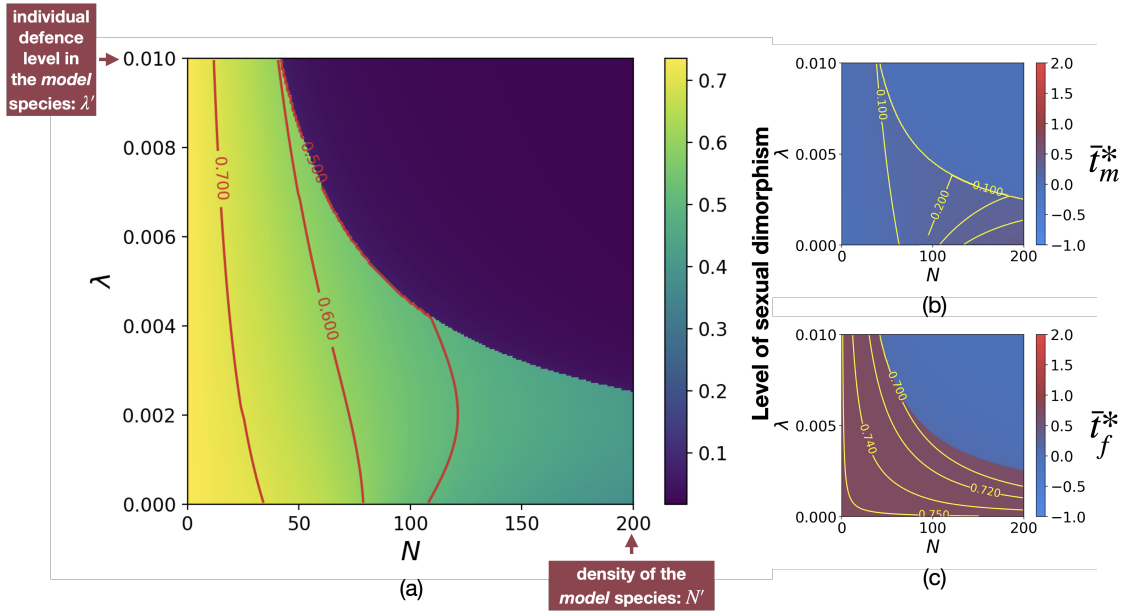 individual
defence
level in
the model
species: λ′
0.010
0.008
0.006
0.004
0.002
0.000
λ
0.700
0.500
0.600
0
50
100
150
200
N
(a)
density of the
model species: N′
0.7
0.6
0.5
0.4
0.3
0.2
0.1
Level of sexual dimorphism
0.010
0.005
0.000
λ
0.100
0.200
0.100
0
100
200
N
(b)
2.0
1.5
1.0
0.5
0.0
−0.5
−1.0
t̄*m
0.010
0.005
0.000
λ
0.700
0.740
0.720
0.750
0
100
200
N
(c)
2.0
1.5
1.0
0.5
0.0
−0.5
−1.0
t̄*f